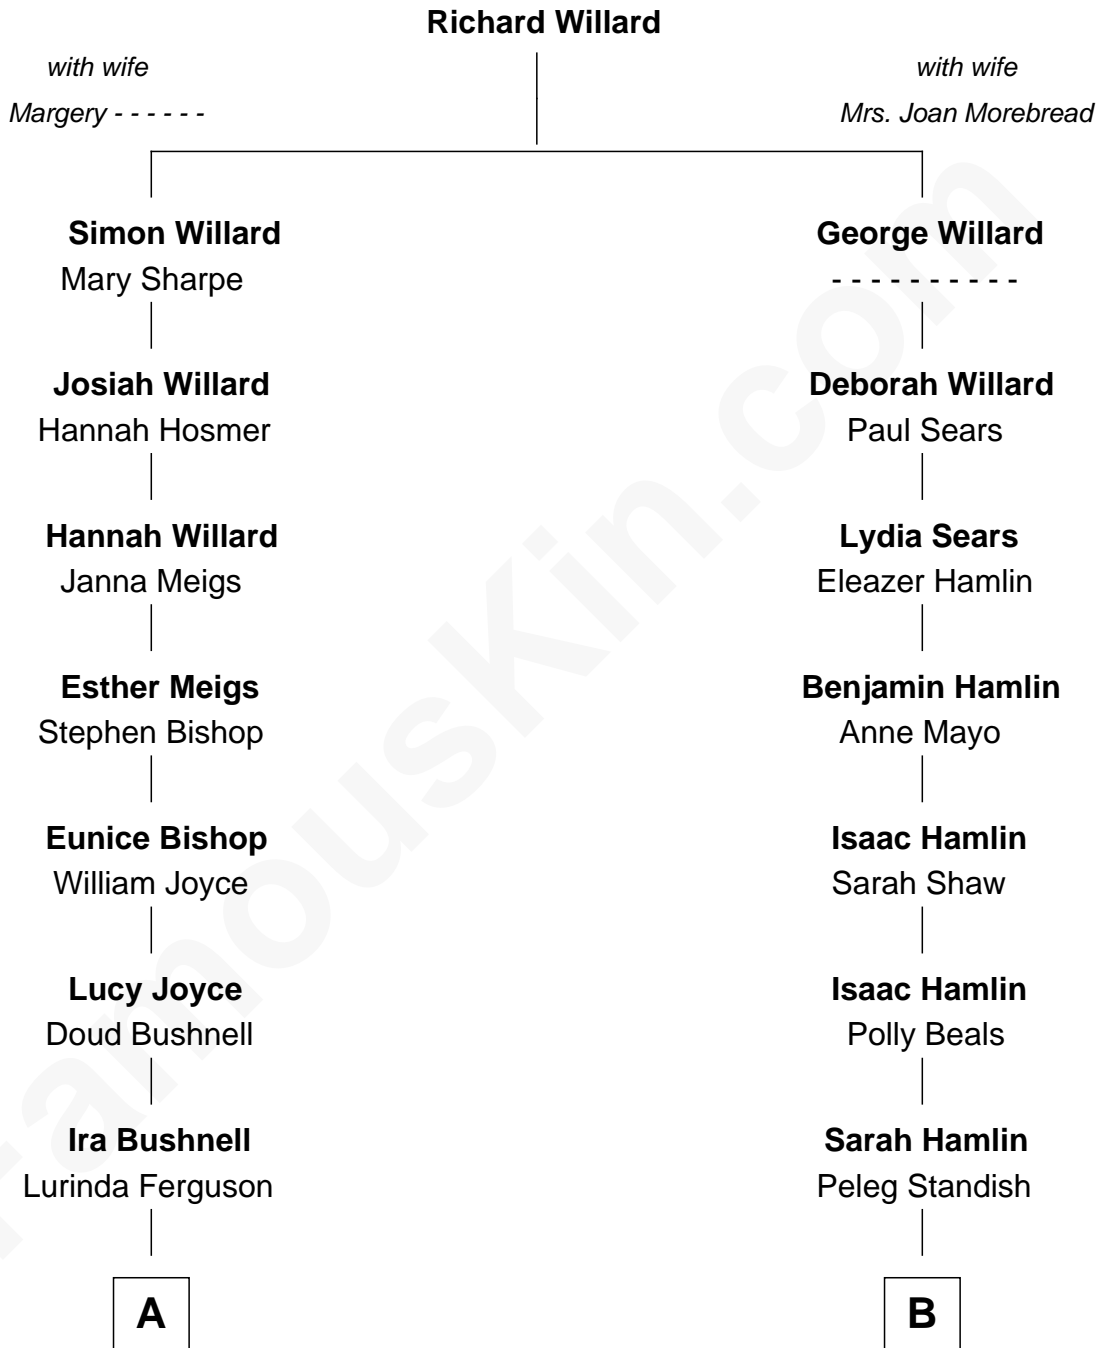 Richard Willard
with wife
Margery - - - - - -
with wife
Mrs. Joan Morebread
Simon Willard
Mary Sharpe
George Willard
- - - - - - - - - -
Josiah Willard
Hannah Hosmer
Deborah Willard
Paul Sears
Hannah Willard
Janna Meigs
Lydia Sears
Eleazer Hamlin
Esther Meigs
Stephen Bishop
Benjamin Hamlin
Anne Mayo
Eunice Bishop
William Joyce
Isaac Hamlin
Sarah Shaw
Lucy Joyce
Doud Bushnell
Isaac Hamlin
Polly Beals
Ira Bushnell
Lurinda Ferguson
Sarah Hamlin
Peleg Standish
A
B
FamousKin.com